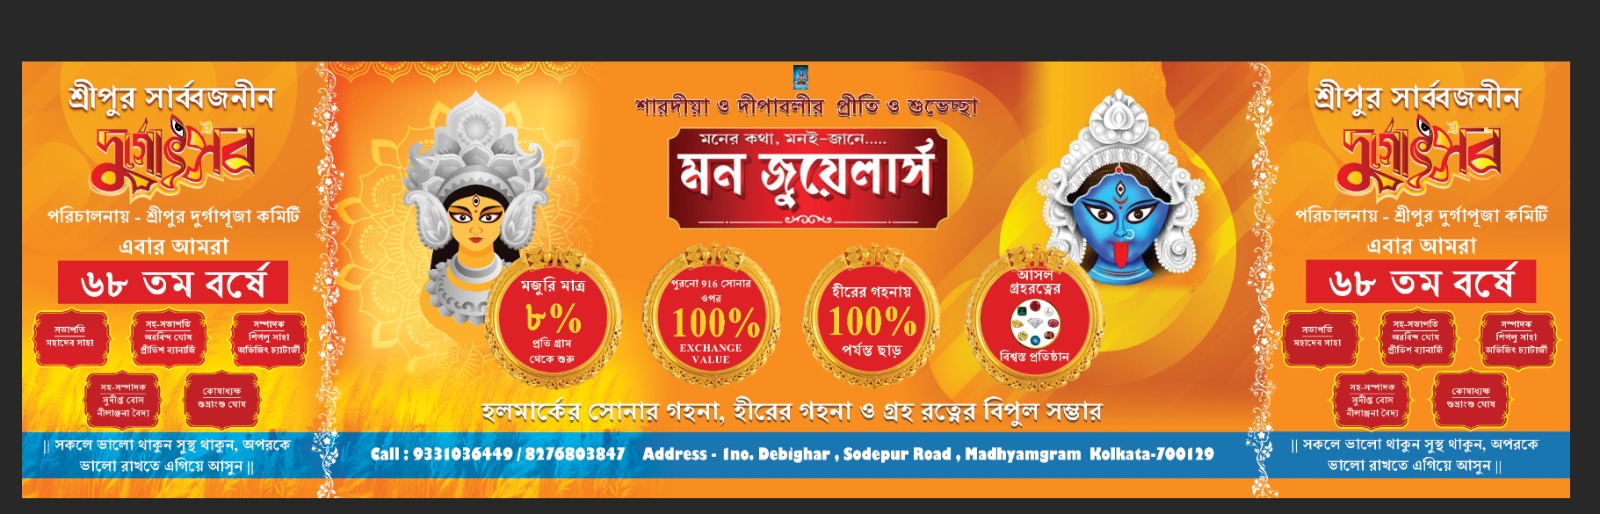 শ্রীপুর সার্ব্বজনীন
দুর্গোৎসব
পরিচালনায় - শ্রীপুর দুর্গাপূজা কমিটি
এবার আমরা
৬৮ তম বর্ষে
সভাপতি
মহাদেব সাহা
সহ-সভাপতি
অরবিন্দ ঘোষ
প্রীতিশ ব্যানার্জি
সম্পাদক
শিপলু সাহা
অভিজিৎ চ্যাটার্জী
সহ-সম্পাদক
সুদীপ্ত বোস
নীলাঞ্জনা বৈদ্য
কোষাধ্যক্ষ
শুভ্রাংশু ঘোষ
|| সকলে ভালো থাকুন সুস্থ থাকুন, অপরকে
ভালো রাখতে এগিয়ে আসুন ||
শারদীয়া ও দীপাবলীর প্রীতি ও শুভেচ্ছা
মনের কথা, মনই-জানে.....
মন জুয়েলার্স
মজুরি মাত্র
৮%
প্রতি গ্রাম
থেকে শুরু
পুরনো 916 সোনার
ওপর
100%
EXCHANGE
VALUE
হীরের গহনায়
100%
পর্যন্ত ছাড়
আসল
গ্রহরত্নের
বিশ্বস্ত প্রতিষ্ঠান
হলমার্কের সোনার গহনা, হীরের গহনা ও গ্রহ রত্নের বিপুল সম্ভার
Call : 9331036449 / 8276803847 Address - 1no. Debighar , Sodepur Road , Madhyamgram Kolkata-700129
শ্রীপুর সার্ব্বজনীন
দুর্গোৎসব
পরিচালনায় - শ্রীপুর দুর্গাপূজা কমিটি
এবার আমরা
৬৮ তম বর্ষে
সভাপতি
মহাদেব সাহা
সহ-সভাপতি
অরবিন্দ ঘোষ
প্রীতিশ ব্যানার্জি
সম্পাদক
শিপলু সাহা
অভিজিৎ চ্যাটার্জী
সহ-সম্পাদক
সুদীপ্ত বোস
নীলাঞ্জনা বৈদ্য
কোষাধ্যক্ষ
শুভ্রাংশু ঘোষ
|| সকলে ভালো থাকুন সুস্থ থাকুন, অপরকে
ভালো রাখতে এগিয়ে আসুন ||